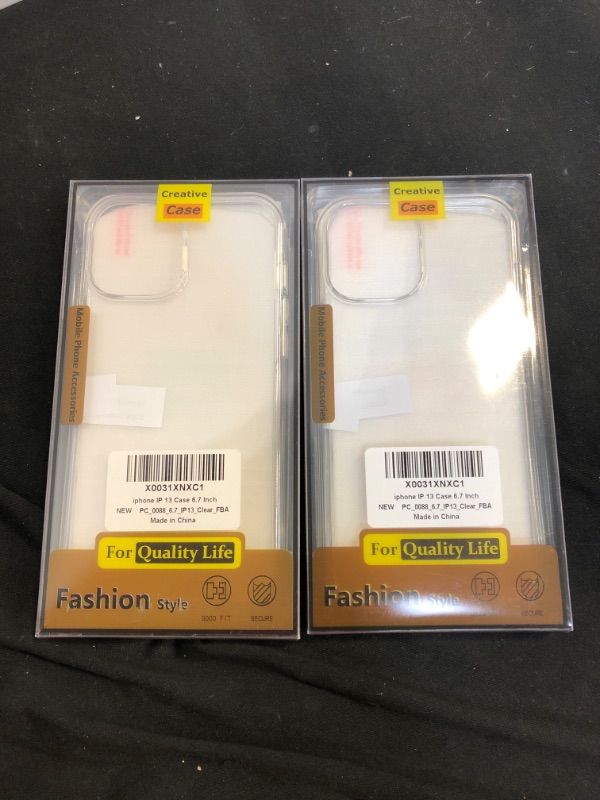 Creative
Case
Mobile Phone Accessories
X0031XNXC1
iphone IP 13 Case 6.7 Inch
NEW PC_0088_6.7_IP13_Clear_FBA
Made in China
For Quality Life
Fashion Style
GOOD FIT
SECURE
Creative
Case
Mobile Phone Accessories
X0031XNXC1
iphone IP 13 Case 6.7 Inch
NEW PC_0088_6.7_IP13_Clear_FBA
Made in China
For Quality Life
Fashion Style
SECURE